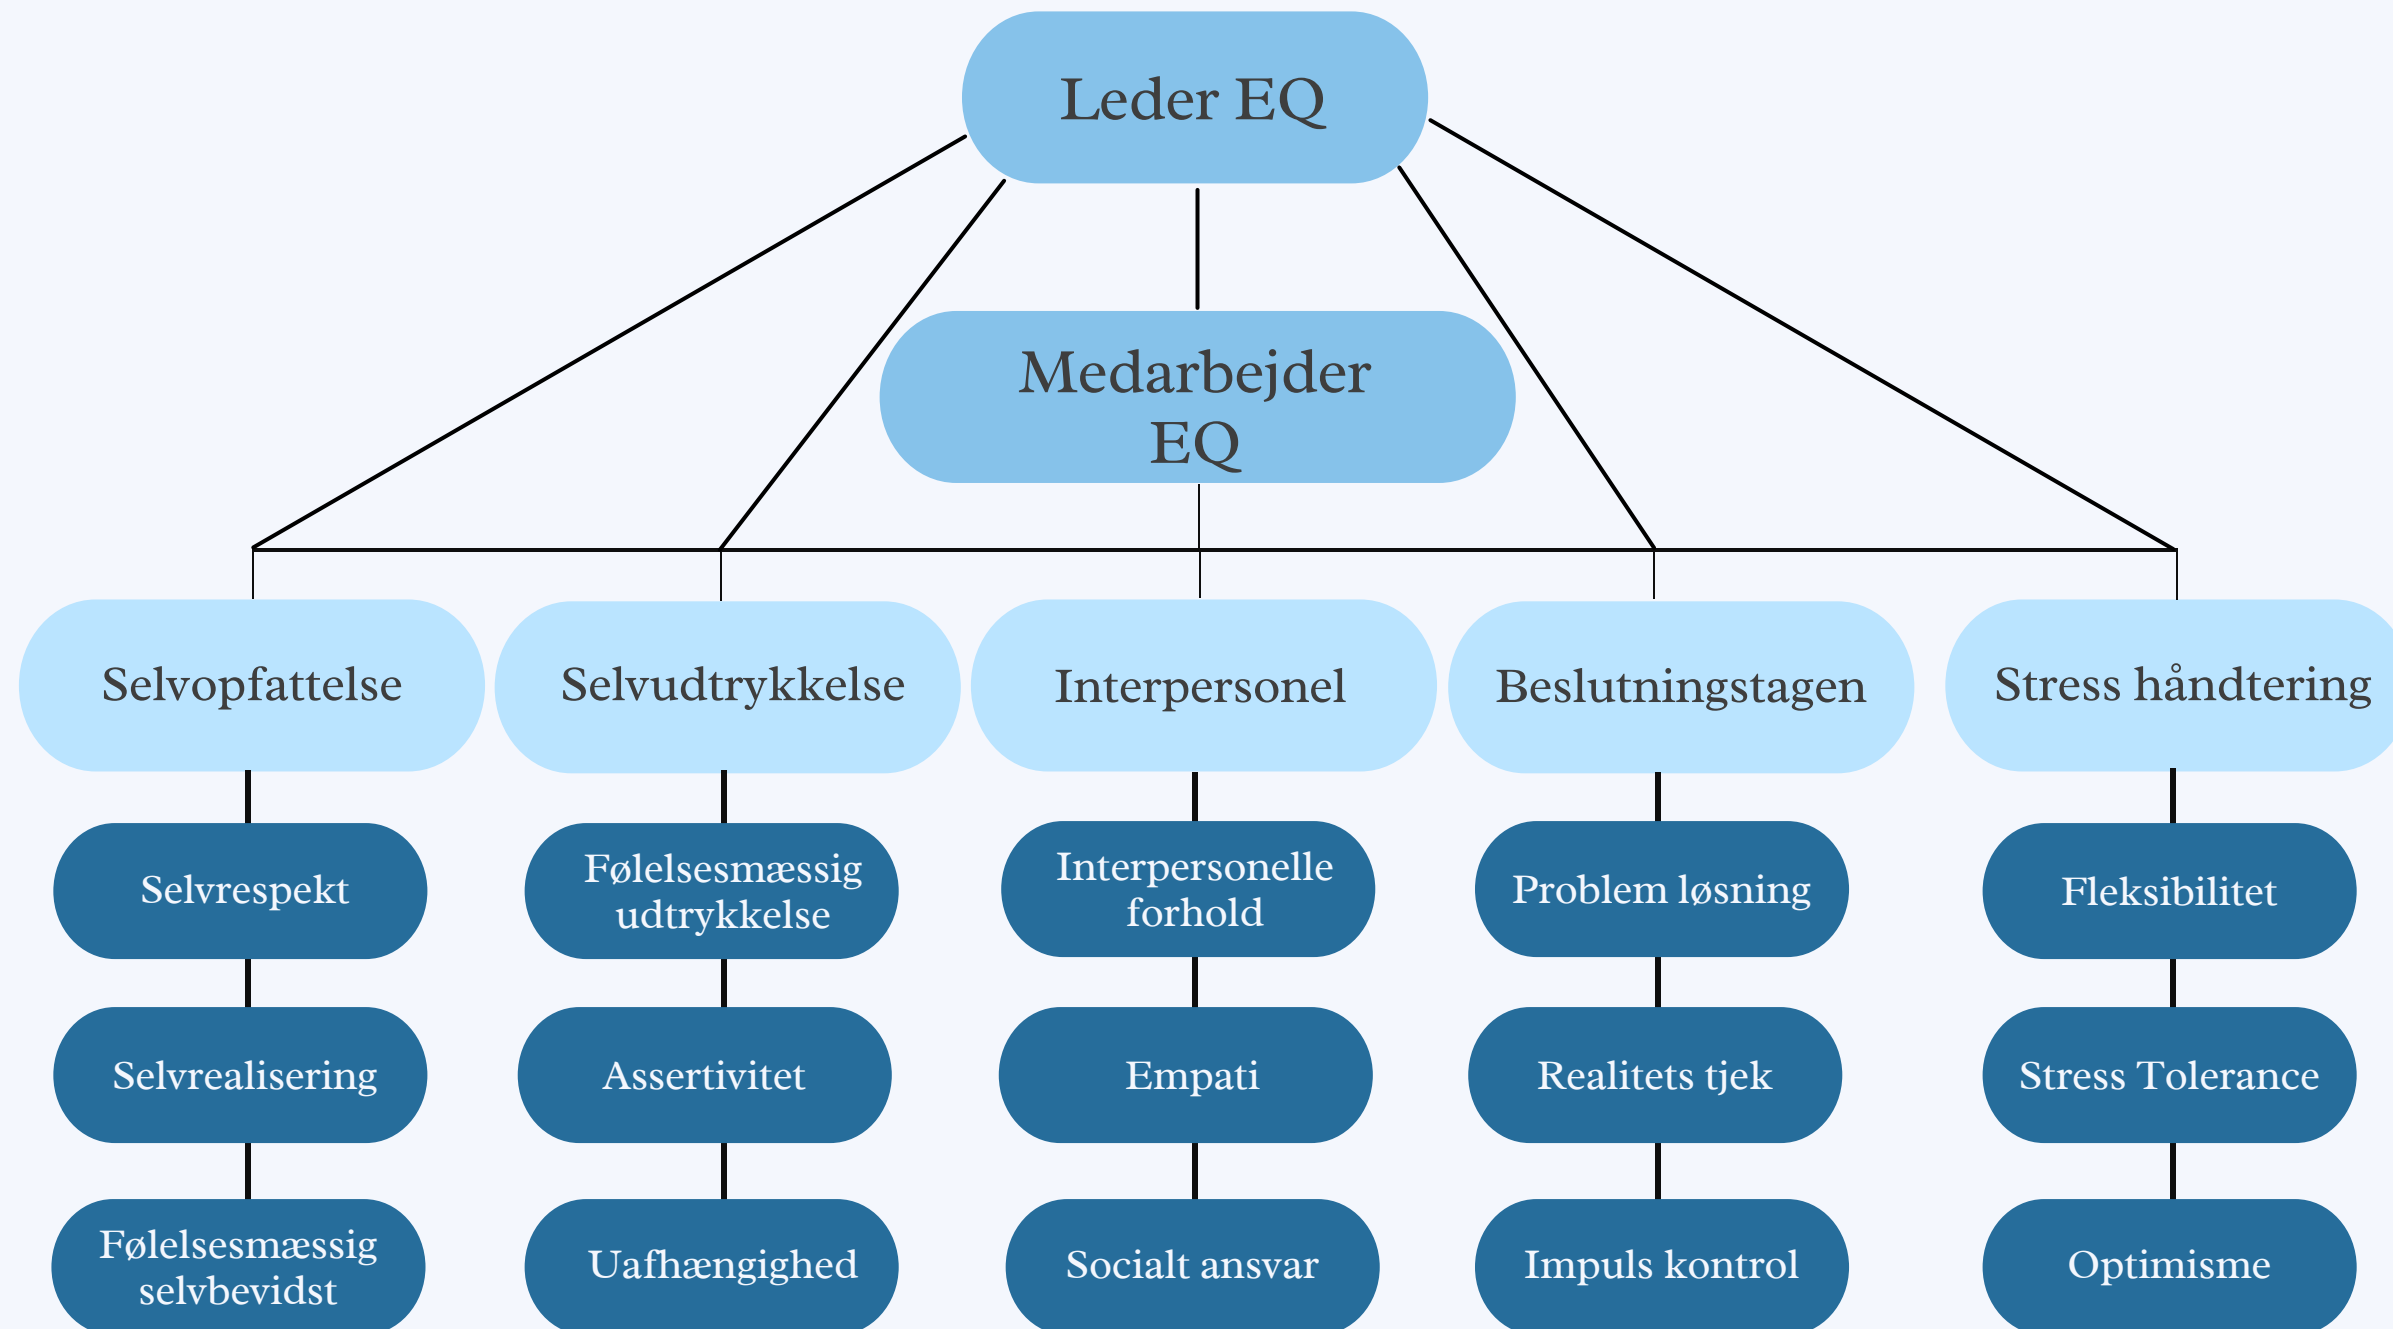 Leder EQ
Medarbejder
EQ
Selvopfattelse
Selvudtrykkelse
Interpersonel
Beslutningstagen
Stress håndtering
Selvrespekt
Følelsesmæssig
udtrykkelse
Interpersonelle
forhold
Problem løsning
Fleksibilitet
Selvrealisering
Assertivitet
Empati
Realitets tjek
Stress Tolerance
Følelsesmæssig
selvbevidst
Uafhængighed
Socialt ansvar
Impuls kontrol
Optimisme